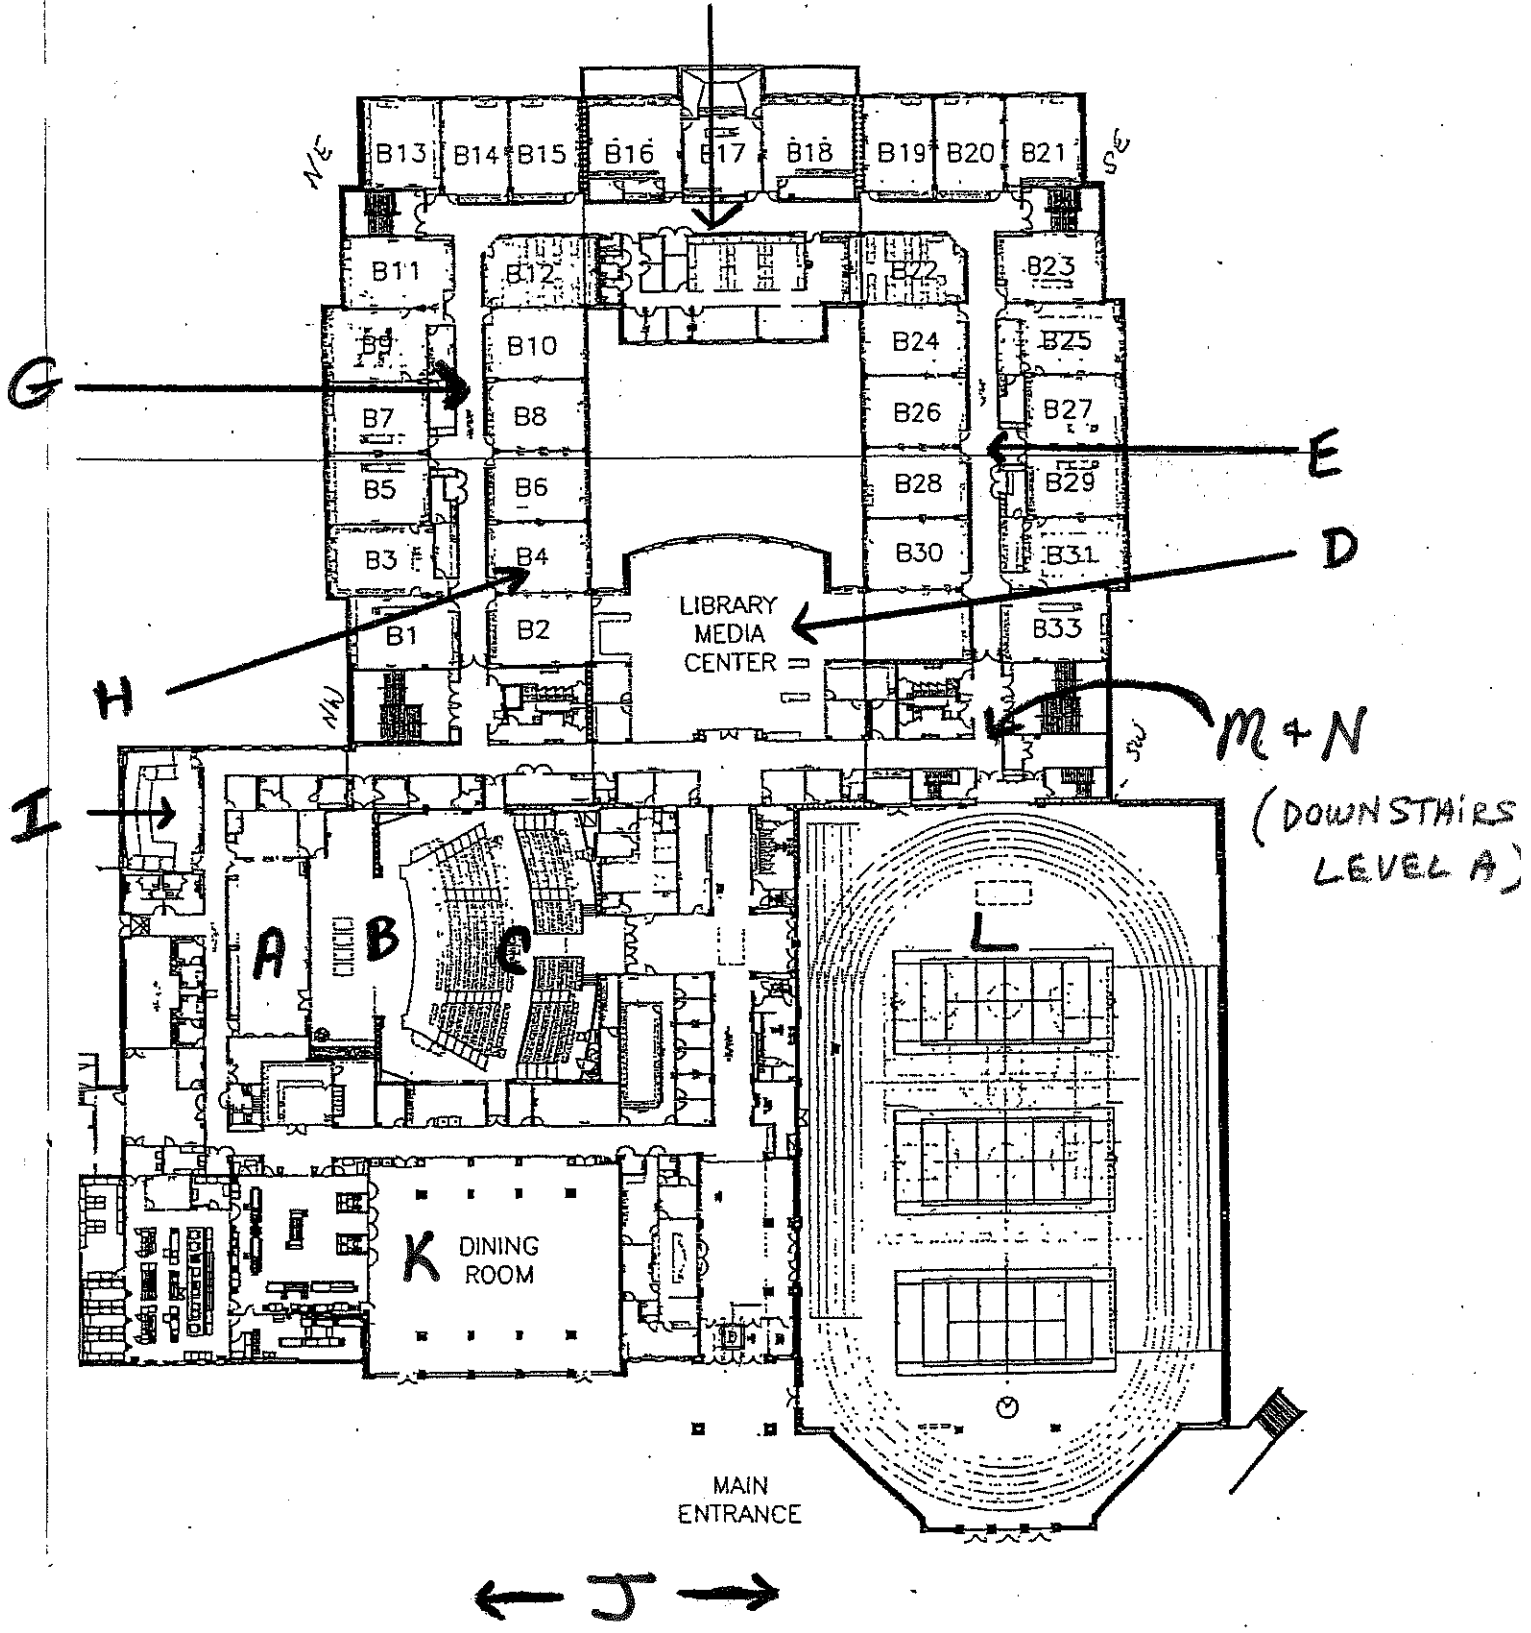 NE
B13 B14 B15 B16 B17 B18 B19 B20 B21
SE
B11 B12 B22 B23
B9 B10 B24 B25
G
B7 B8 B26 B27
E
B5 B6 B28 B29
B3 B4 B30 B31
D
LIBRARY
MEDIA
CENTER
B1 B2 B33
H
NW
SW
M + N
(DOWNSTAIRS
LEVEL A)
I
A B C
L
K
DINING
ROOM
MAIN
ENTRANCE
J